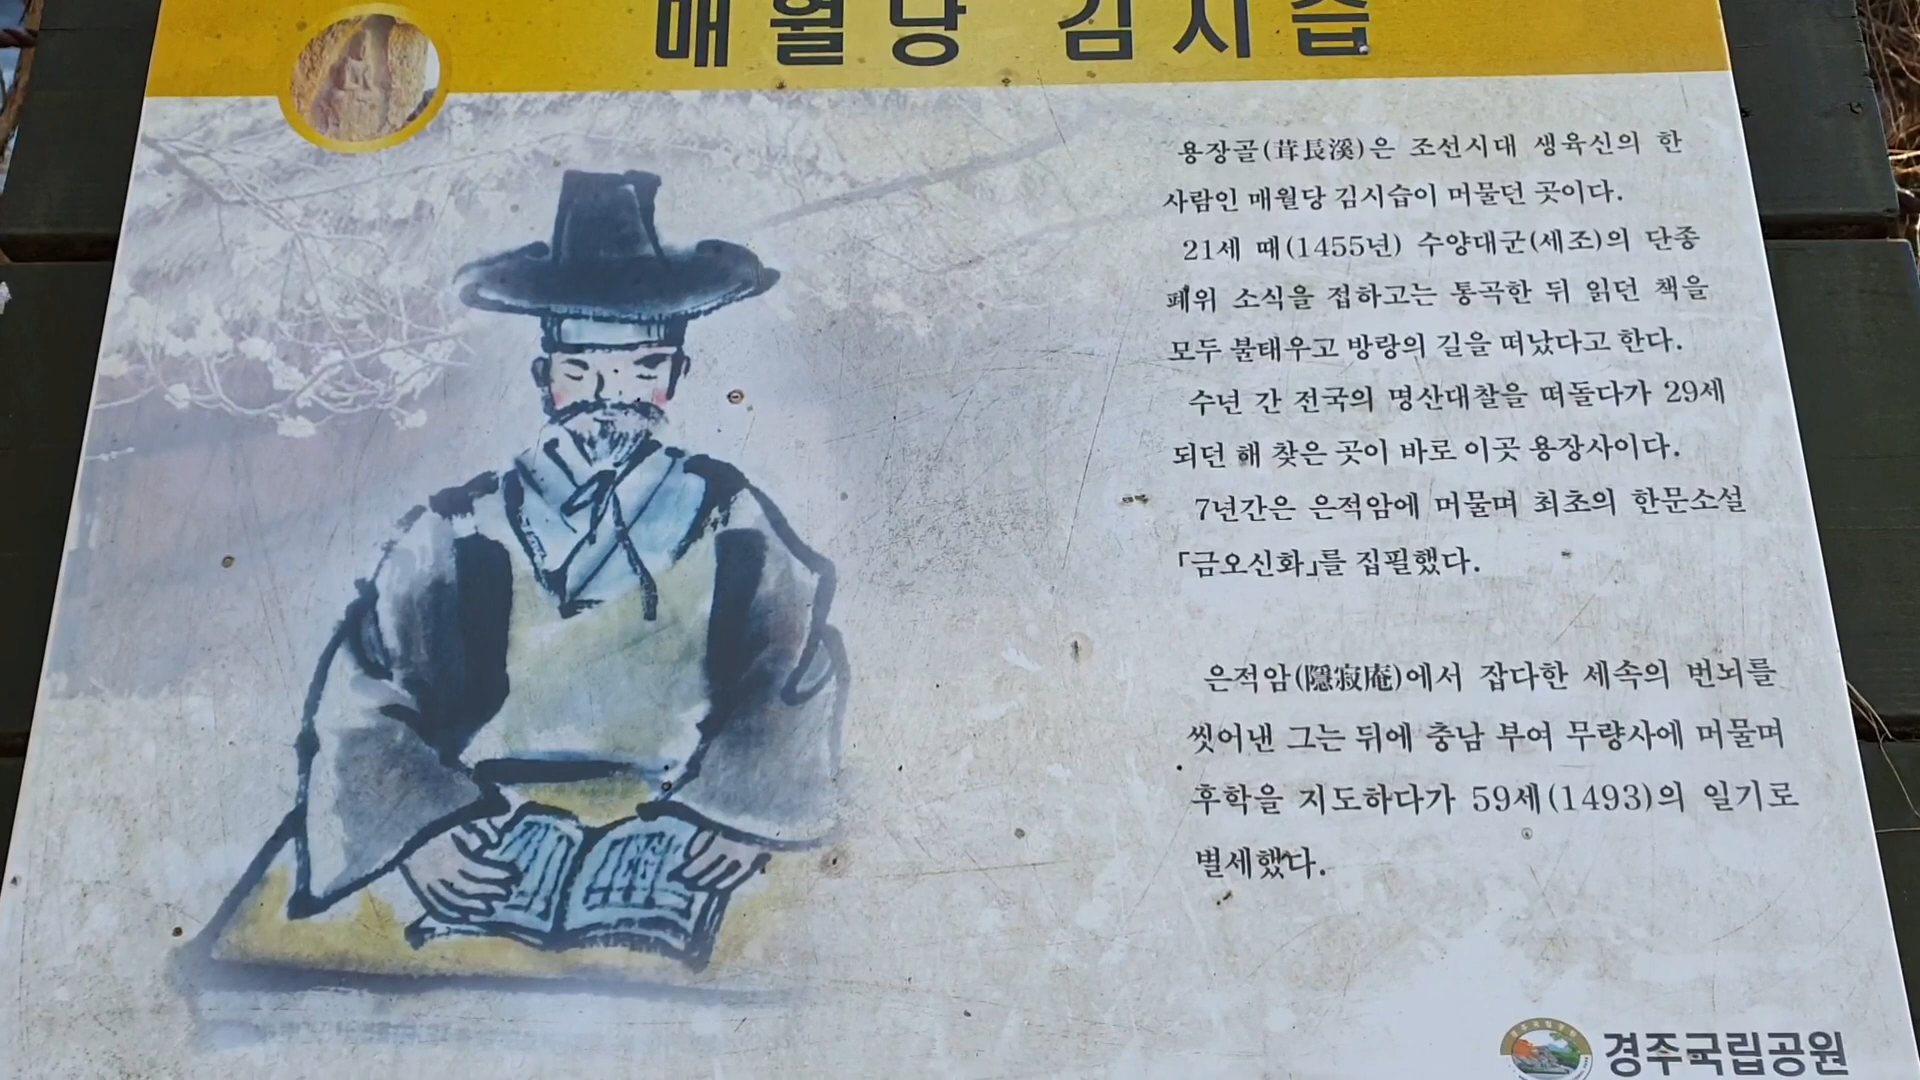 매월당 김시습
용장골(茸長溪)은 조선시대 생육신의 한
사람인 매월당 김시습이 머물던 곳이다.
21세 때(1455년) 수양대군(세조)의 단종
폐위 소식을 접하고는 통곡한 뒤 읽던 책을
모두 불태우고 방랑의 길을 떠났다고 한다.
수년 간 전국의 명산대찰을 떠돌다가 29세
되던 해 찾은 곳이 바로 이곳 용장사이다.
7년간은 은적암에 머물며 최초의 한문소설
「금오신화」를 집필했다.
은적암(隱寂庵)에서 잡다한 세속의 번뇌를
씻어낸 그는 뒤에 충남 부여 무량사에 머물며
후학을 지도하다가 59세(1493)의 일기로
별세했다.
경주국립공원